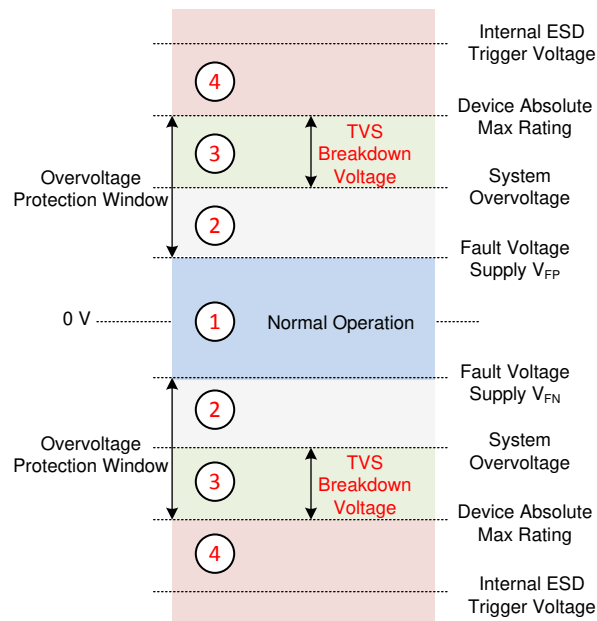 Internal ESD
Trigger Voltage
4
Device Absolute
Max Rating
3
TVS
Breakdown
Voltage
Overvoltage
Protection Window
System
Overvoltage
2
Fault Voltage
Supply VFP
0 V
1
Normal Operation
Fault Voltage
Supply VFN
2
System
Overvoltage
Overvoltage
Protection Window
3
TVS
Breakdown
Voltage
Device Absolute
Max Rating
4
Internal ESD
Trigger Voltage